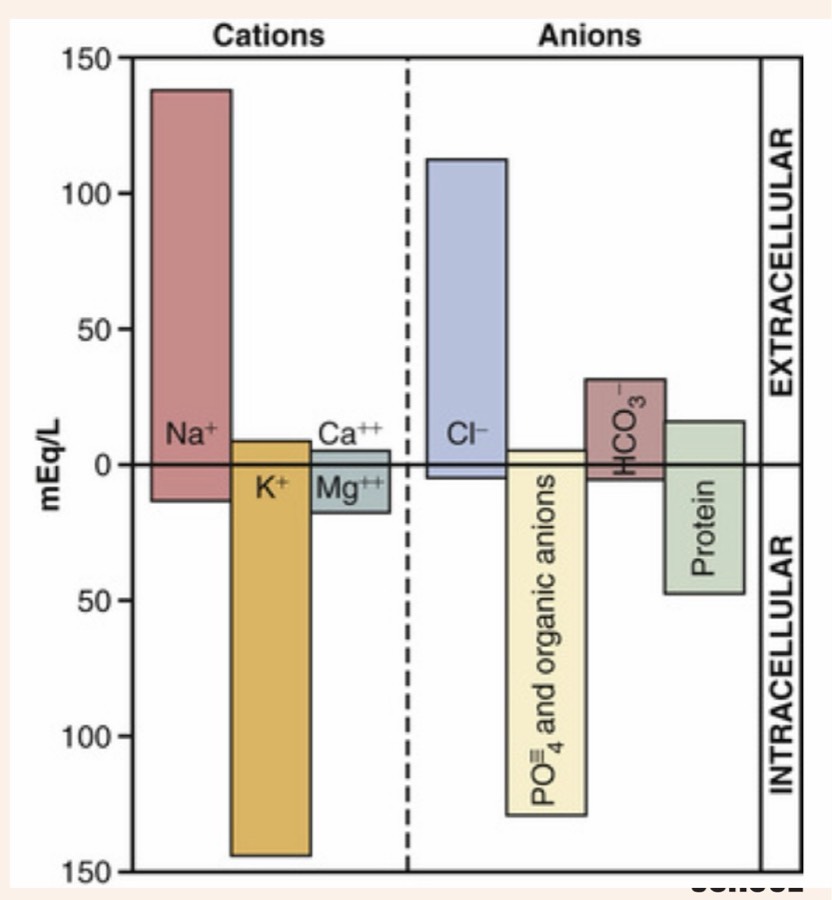 Cations
Anions
150
100
50
0
50
100
150
mEq/L
Na⁺
K⁺
Ca⁺⁺
Mg⁺⁺
Cl⁻
PO₄≡ and organic anions
HCO₃⁻
Protein
EXTRACELLULAR
INTRACELLULAR